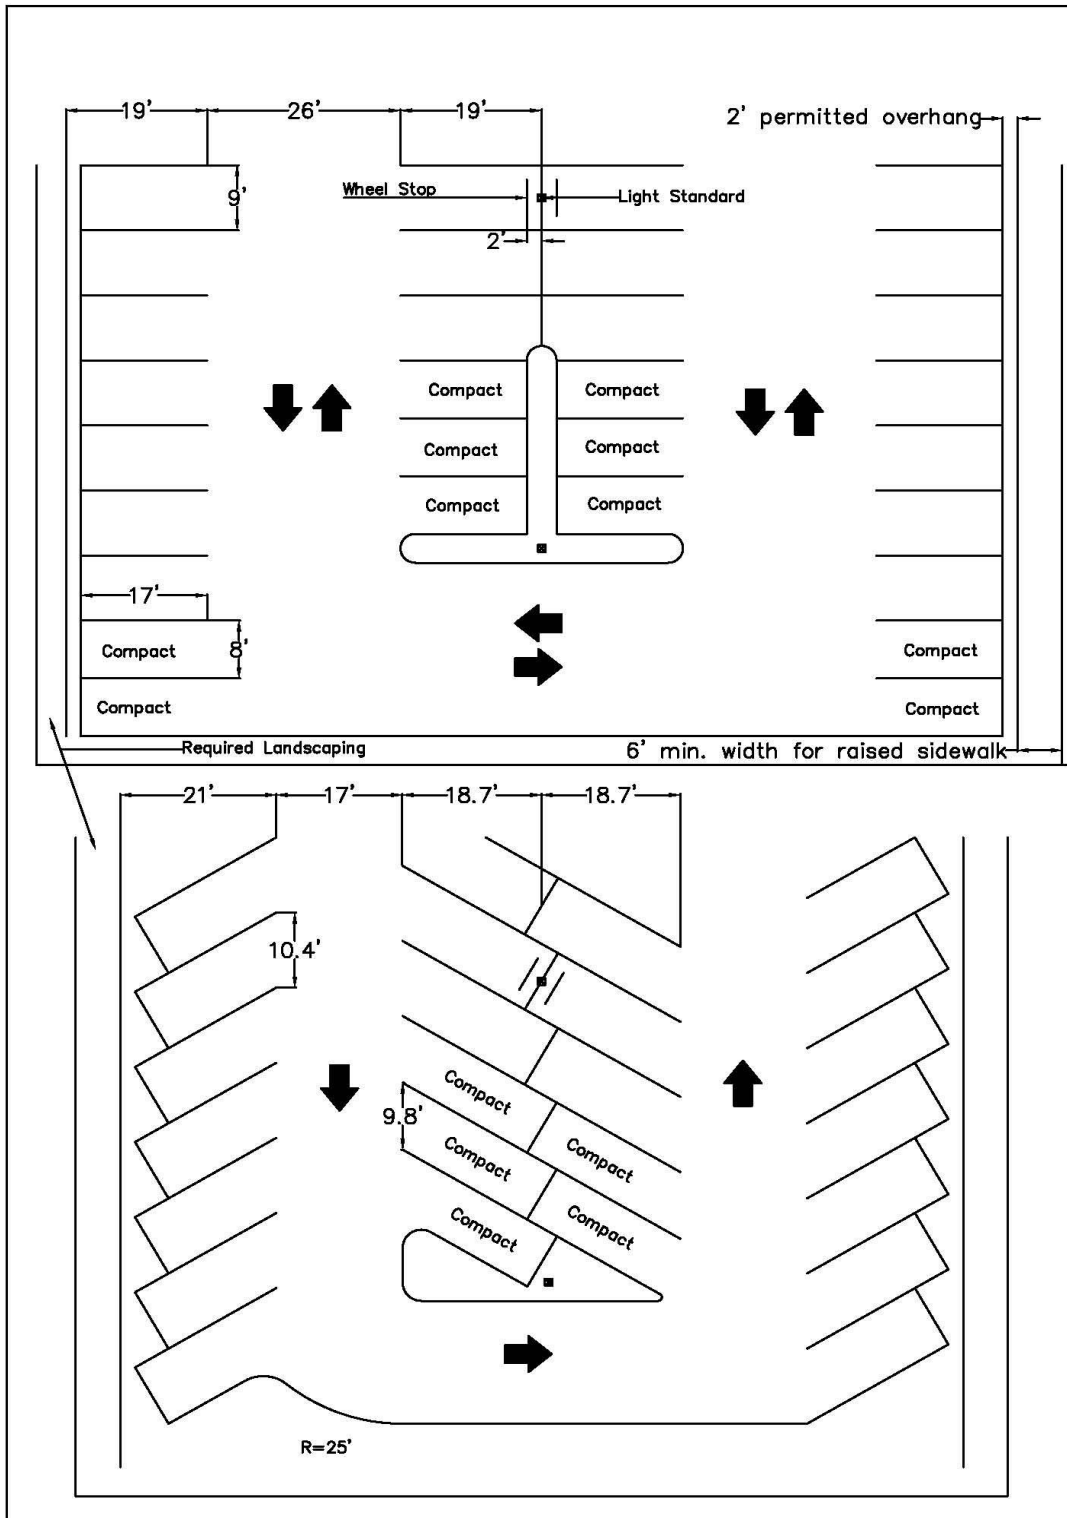 19'
26'
19'
2' permitted overhang
9'
Wheel Stop
Light Standard
2'
Compact
Compact
Compact
Compact
Compact
Compact
17'
Compact
8'
Compact
Compact
Compact
Required Landscaping
6' min. width for raised sidewalk
21'
17'
18.7'
18.7'
10.4'
Compact
9.8'
Compact
Compact
Compact
Compact
R=25'